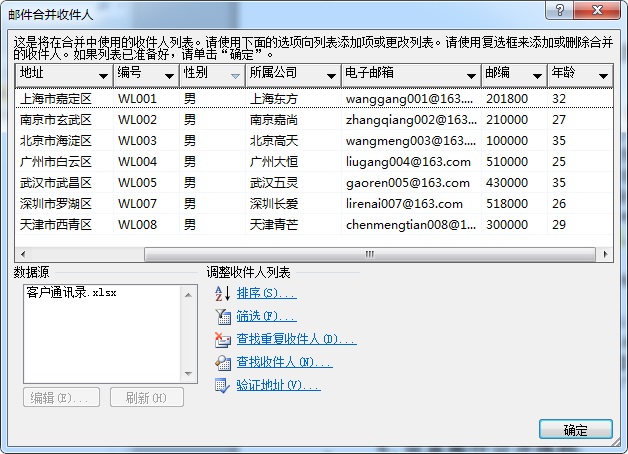 邮件合并收件人
这是将在合并中使用的收件人列表。请使用下面的选项向列表添加项或更改列表。请使用复选框来添加或删除合并
的收件人。如果列表已准备好，请单击“确定”。
地址 编号 性别 所属公司 电子邮箱 邮编 年龄
上海市嘉定区 WL001 男 上海东方 wanggang001@163.... 201800 32
南京市玄武区 WL002 男 南京嘉尚 zhangqiang002@163... 210000 27
北京市海淀区 WL003 男 北京高天 wangmeng003@163.... 100000 35
广州市白云区 WL004 男 广州大恒 liugang004@163.com 510000 25
武汉市武昌区 WL005 男 武汉五灵 gaoren005@163.com 430000 35
深圳市罗湖区 WL007 男 深圳长爱 lirenai007@163.com 518000 26
天津市西青区 WL008 男 天津青芒 chenmengtian008@1... 300000 29
数据源
客户通讯录.xlsx
编辑(E)...
刷新(H)
调整收件人列表
排序(S)...
筛选(F)...
查找重复收件人(D)...
查找收件人(N)...
验证地址(V)...
确定